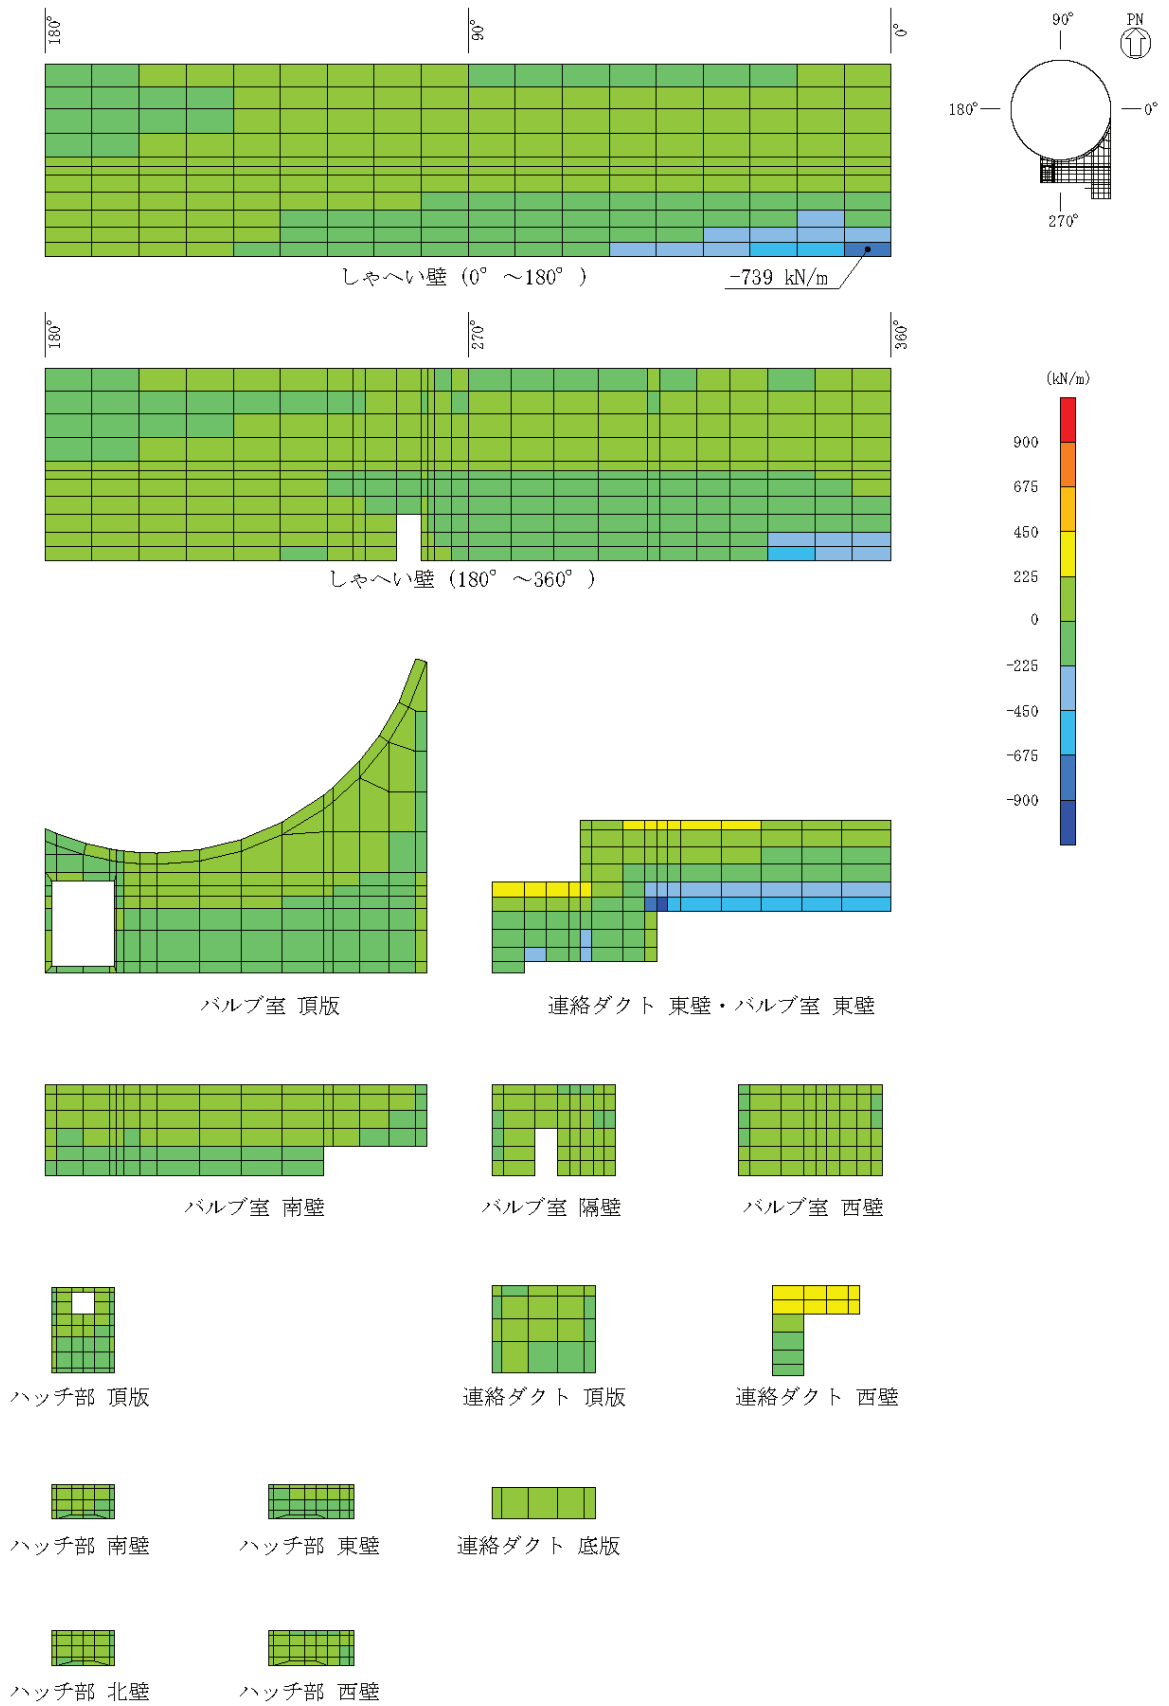 180°
90°
0°
しゃへい壁 (0° ～180° )
-739 kN/m
90°
PN
180°
0°
270°
180°
270°
360°
しゃへい壁 (180° ～360° )
(kN/m)
900
675
450
225
0
-225
-450
-675
-900
バルブ室 頂版
連絡ダクト 東壁・バルブ室 東壁
バルブ室 南壁
バルブ室 隔壁
バルブ室 西壁
ハッチ部 頂版
連絡ダクト 頂版
連絡ダクト 西壁
ハッチ部 南壁
ハッチ部 東壁
連絡ダクト 底版
ハッチ部 北壁
ハッチ部 西壁